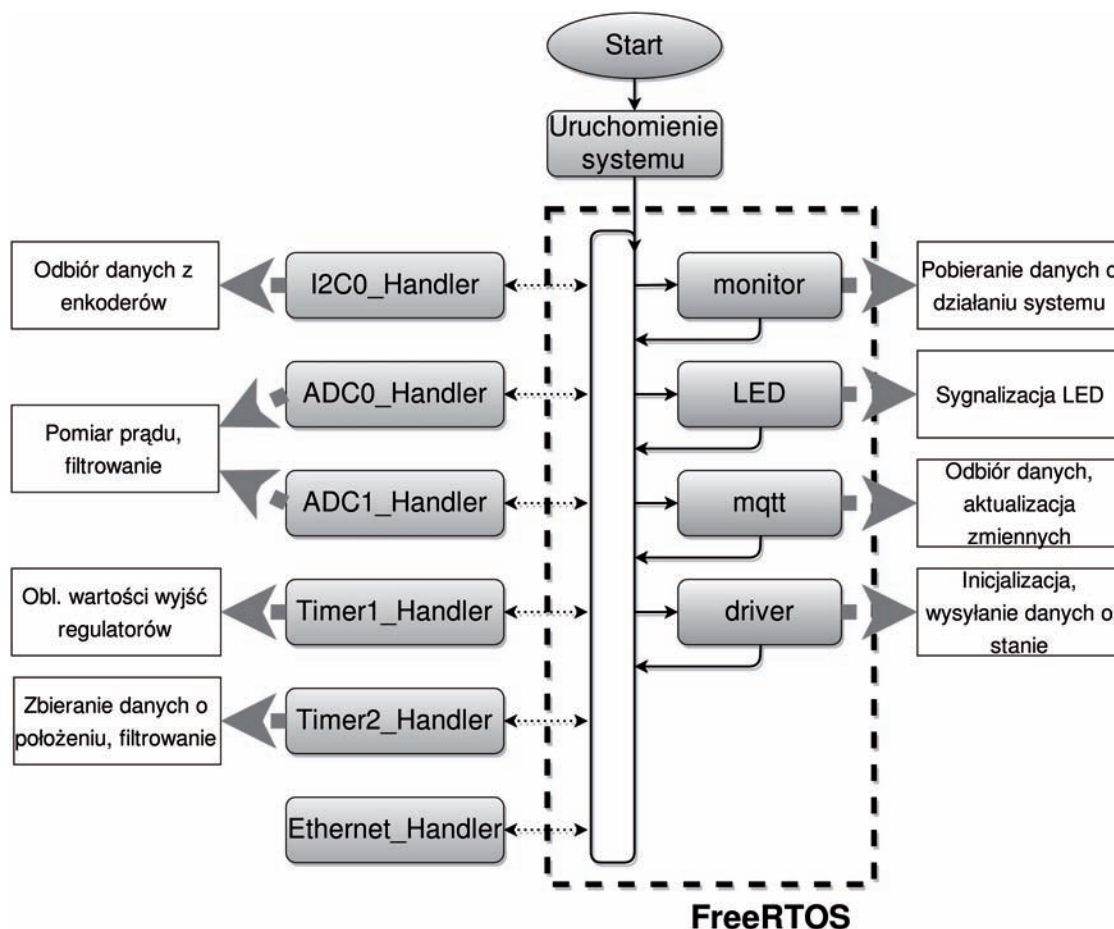 Start
Uruchomienie
systemu
Odbiór danych z
enkoderów
I2C0_Handler
monitor
Pobieranie danych o
działaniu systemu
ADC0_Handler
LED
Sygnalizacja LED
Pomiar prądu,
filtrowanie
ADC1_Handler
mqtt
Odbiór danych,
aktualizacja
zmiennych
Obl. wartości wyjść
regulatorów
Timer1_Handler
driver
Inicjalizacja,
wysyłanie danych o
stanie
Zbieranie danych o
położeniu, filtrowanie
Timer2_Handler
Ethernet_Handler
FreeRTOS